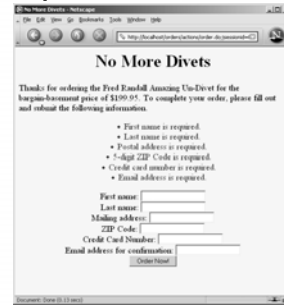 No More Divets - Netscape
File Edit View Go Bookmarks Tools Window Help
No More Divets
Thanks for ordering the Fred Randall Amazing Un-Divet for the
bargain-basement price of $199.95. To complete your order, please fill out
and submit the following information.
• First name is required.
• Last name is required.
• Postal address is required.
• 5-digit ZIP Code is required.
• Credit card number is required.
• Email address is required.
First name:
Last name:
Mailing address:
ZIP Code:
Credit Card Number:
Email address for confirmation:
Order Now!
Document: Done (0.13 secs)